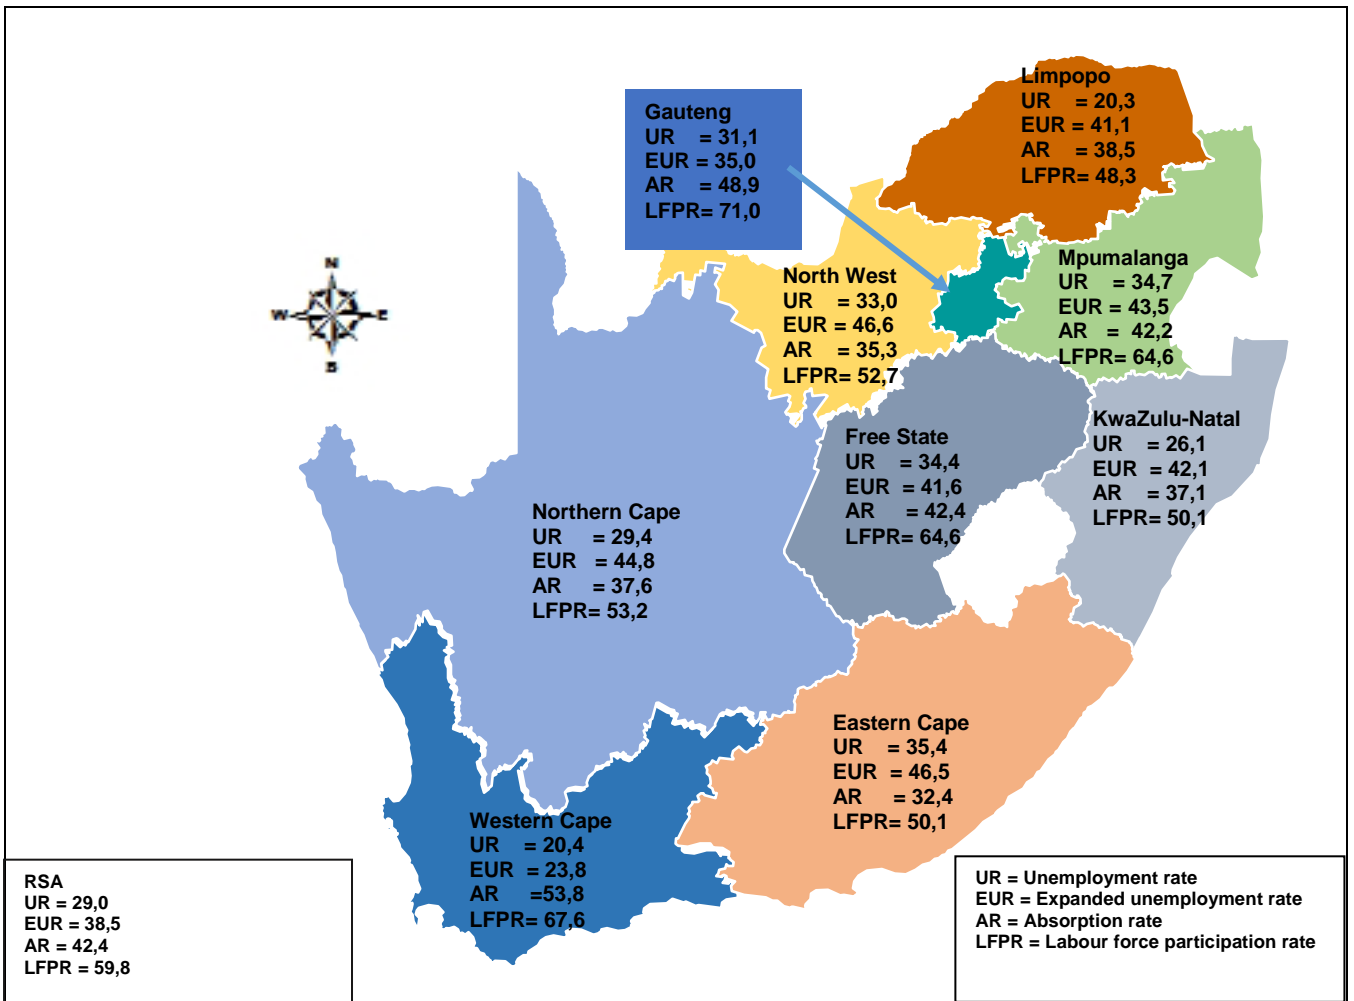 Limpopo
UR = 20,3
EUR = 41,1
AR = 38,5
LFPR= 48,3
Gauteng
UR = 31,1
EUR = 35,0
AR = 48,9
LFPR= 71,0
Mpumalanga
UR = 34,7
EUR = 43,5
AR = 42,2
LFPR= 64,6
North West
UR = 33,0
EUR = 46,6
AR = 35,3
LFPR= 52,7
N
W
E
S
KwaZulu-Natal
UR = 26,1
EUR = 42,1
AR = 37,1
LFPR= 50,1
Free State
UR = 34,4
EUR = 41,6
AR = 42,4
LFPR= 64,6
Northern Cape
UR = 29,4
EUR = 44,8
AR = 37,6
LFPR= 53,2
Eastern Cape
UR = 35,4
EUR = 46,5
AR = 32,4
LFPR= 50,1
Western Cape
UR = 20,4
EUR = 23,8
AR =53,8
LFPR= 67,6
RSA
UR = 29,0
EUR = 38,5
AR = 42,4
LFPR = 59,8
UR = Unemployment rate
EUR = Expanded unemployment rate
AR = Absorption rate
LFPR = Labour force participation rate